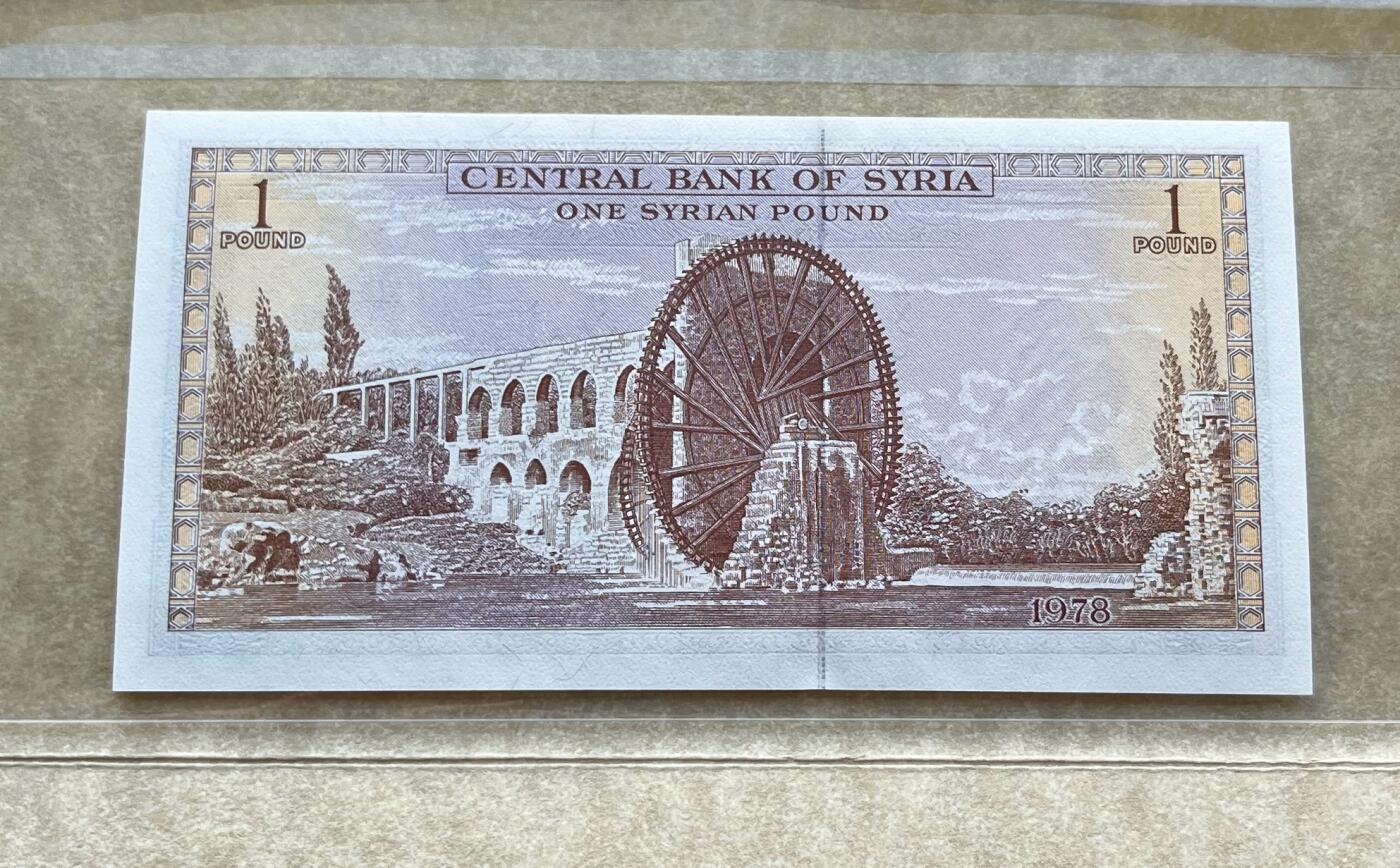 CENTRAL BANK OF SYRIA
ONE SYRIAN POUND
1
POUND
1
POUND
1978